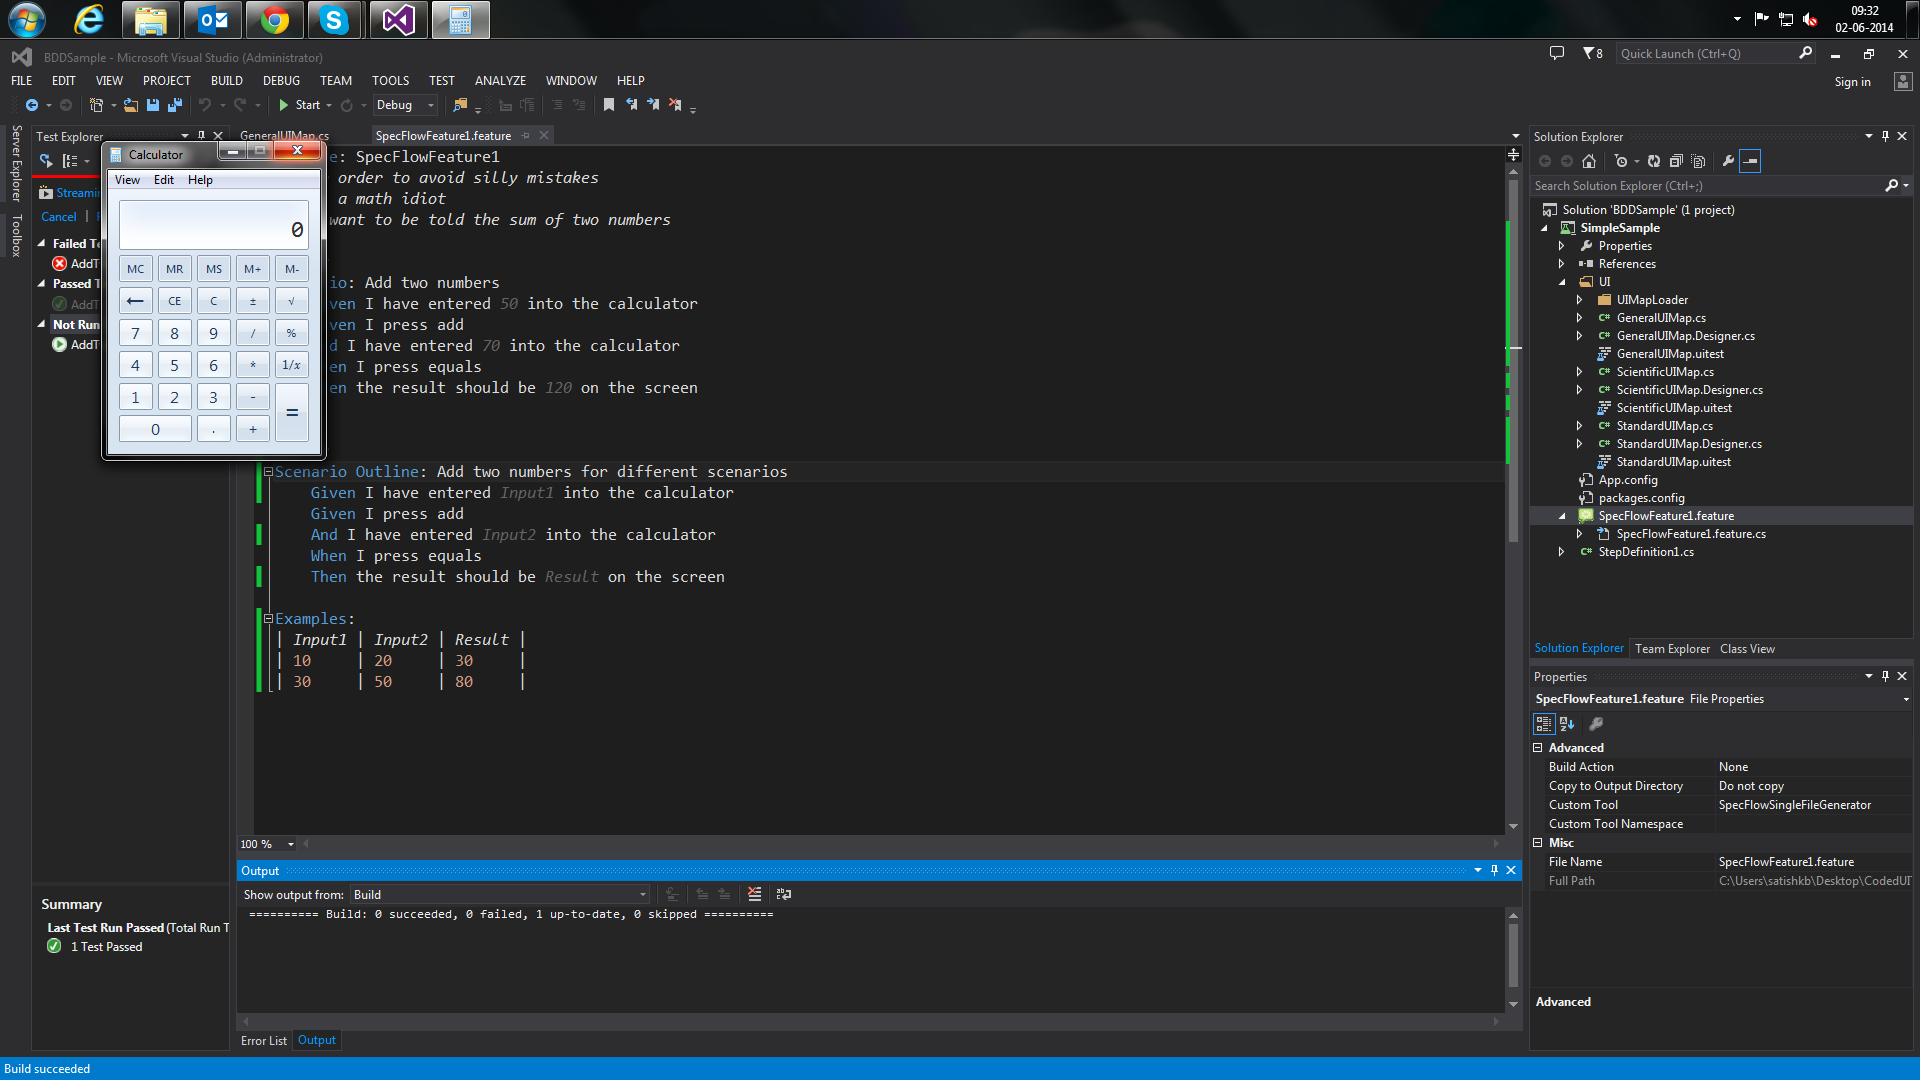 09:32
02-06-2014
BDDSample - Microsoft Visual Studio (Administrator)
8
Quick Launch (Ctrl+Q)
FILE EDIT VIEW PROJECT BUILD DEBUG TEAM TOOLS TEST ANALYZE WINDOW HELP
Sign in
Start
Debug
Server Explorer
Toolbox
Test Explorer
Cancel
Failed
Passed
Not Run
Summary
Last Test Run Passed (Total Run T
1 Test Passed
Calculator
View Edit Help
0
MC MR MS M+ M-
← CE C ± √
7 8 9 / %
4 5 6 * 1/x
1 2 3 - =
0 . +
GeneralUIMap.cs
SpecFlowFeature1.feature
: SpecFlowFeature1
order to avoid silly mistakes
a math idiot
want to be told the sum of two numbers
: Add two numbers
I have entered 50 into the calculator
I press add
I have entered 70 into the calculator
I press equals
the result should be 120 on the screen
Scenario Outline: Add two numbers for different scenarios
Given I have entered Input1 into the calculator
Given I press add
And I have entered Input2 into the calculator
When I press equals
Then the result should be Result on the screen
Examples:
| Input1 | Input2 | Result |
| 10 | 20 | 30 |
| 30 | 50 | 80 |
100 %
Output
Show output from: Build
========== Build: 0 succeeded, 0 failed, 1 up-to-date, 0 skipped ==========
Error List Output
Solution Explorer
Search Solution Explorer (Ctrl+;)
Solution 'BDDSample' (1 project)
SimpleSample
Properties
References
UI
UIMapLoader
GeneralUIMap.cs
GeneralUIMap.Designer.cs
GeneralUIMap.uitest
ScientificUIMap.cs
ScientificUIMap.Designer.cs
ScientificUIMap.uitest
StandardUIMap.cs
StandardUIMap.Designer.cs
StandardUIMap.uitest
App.config
packages.config
SpecFlowFeature1.feature
SpecFlowFeature1.feature.cs
StepDefinition1.cs
Solution Explorer Team Explorer Class View
Properties
SpecFlowFeature1.feature File Properties
Advanced
Build Action None
Copy to Output Directory Do not copy
Custom Tool SpecFlowSingleFileGenerator
Custom Tool Namespace
Misc
File Name SpecFlowFeature1.feature
Full Path C:\Users\satishkb\Desktop\CodedUI
Advanced
Build succeeded